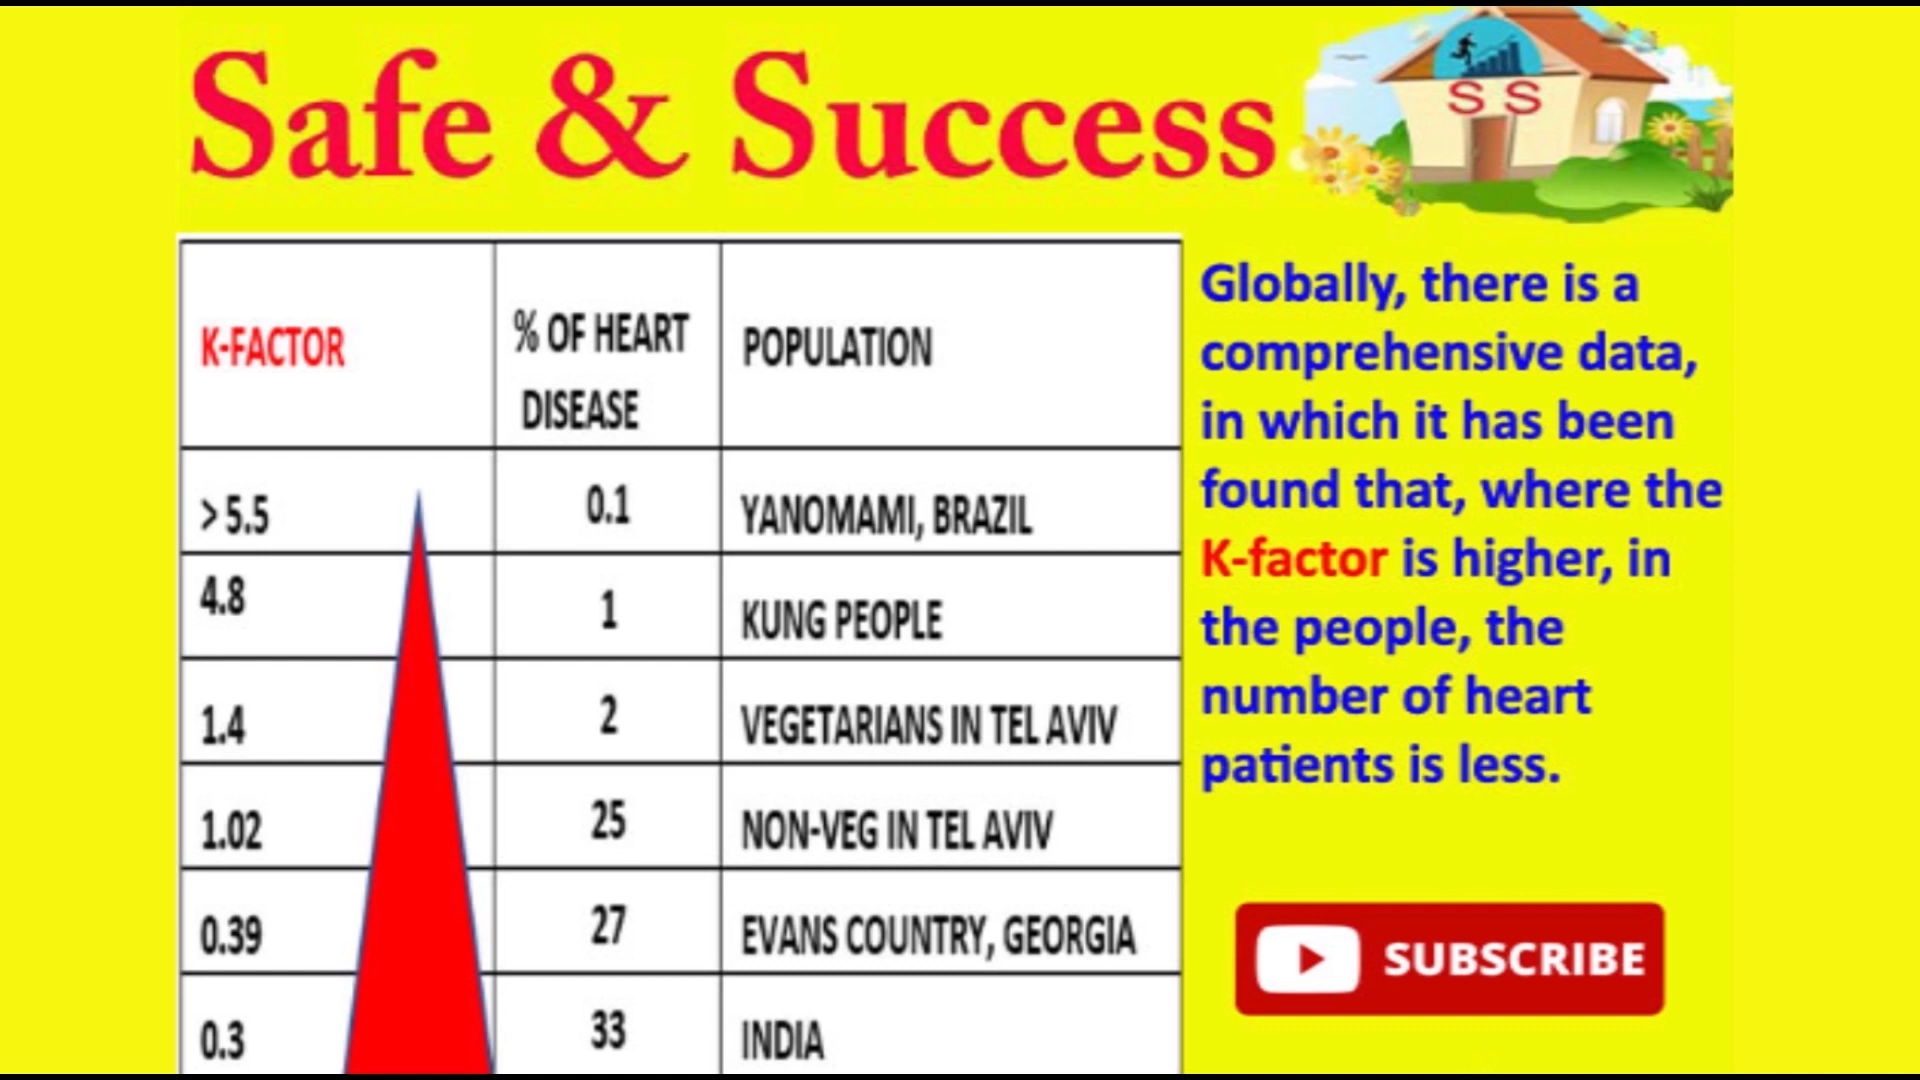 Safe & Success
S S
K-FACTOR
% OF HEART
DISEASE
POPULATION
> 5.5
0.1
YANOMAMI, BRAZIL
4.8
1
KUNG PEOPLE
1.4
2
VEGETARIANS IN TEL AVIV
1.02
25
NON-VEG IN TEL AVIV
0.39
27
EVANS COUNTRY, GEORGIA
0.3
33
INDIA
Globally, there is a
comprehensive data,
in which it has been
found that, where the
K-factor is higher, in
the people, the
number of heart
patients is less.
SUBSCRIBE